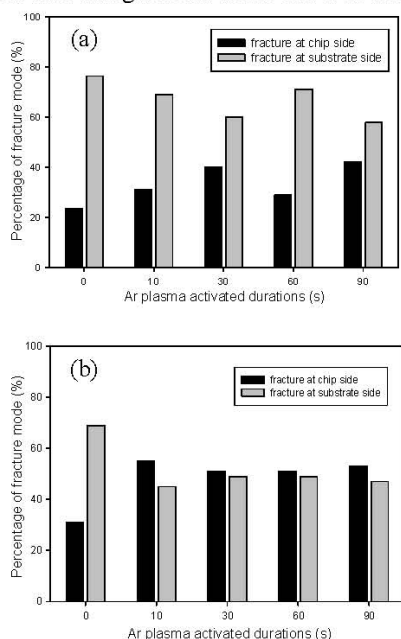 (a)
fracture at chip side
fracture at substrate side
Percentage of fracture mode (%)
100
80
60
40
20
0
0 10 30 60 90
Ar plasma activated durations (s)
(b)
fracture at chip side
fracture at substrate side
Percentage of fracture mode (%)
100
80
60
40
20
0
0 10 30 60 90
Ar plasma activated durations (s)